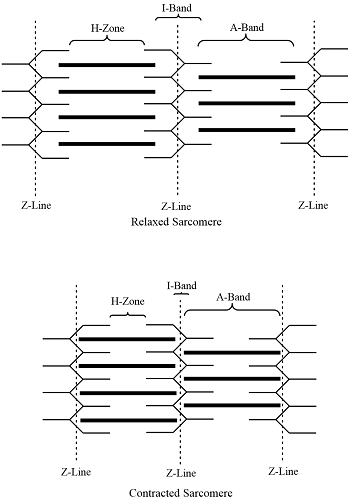 I-Band
H-Zone
A-Band
Z-Line
Z-Line
Z-Line
Relaxed Sarcomere
I-Band
H-Zone
A-Band
Z-Line
Z-Line
Z-Line
Contracted Sarcomere